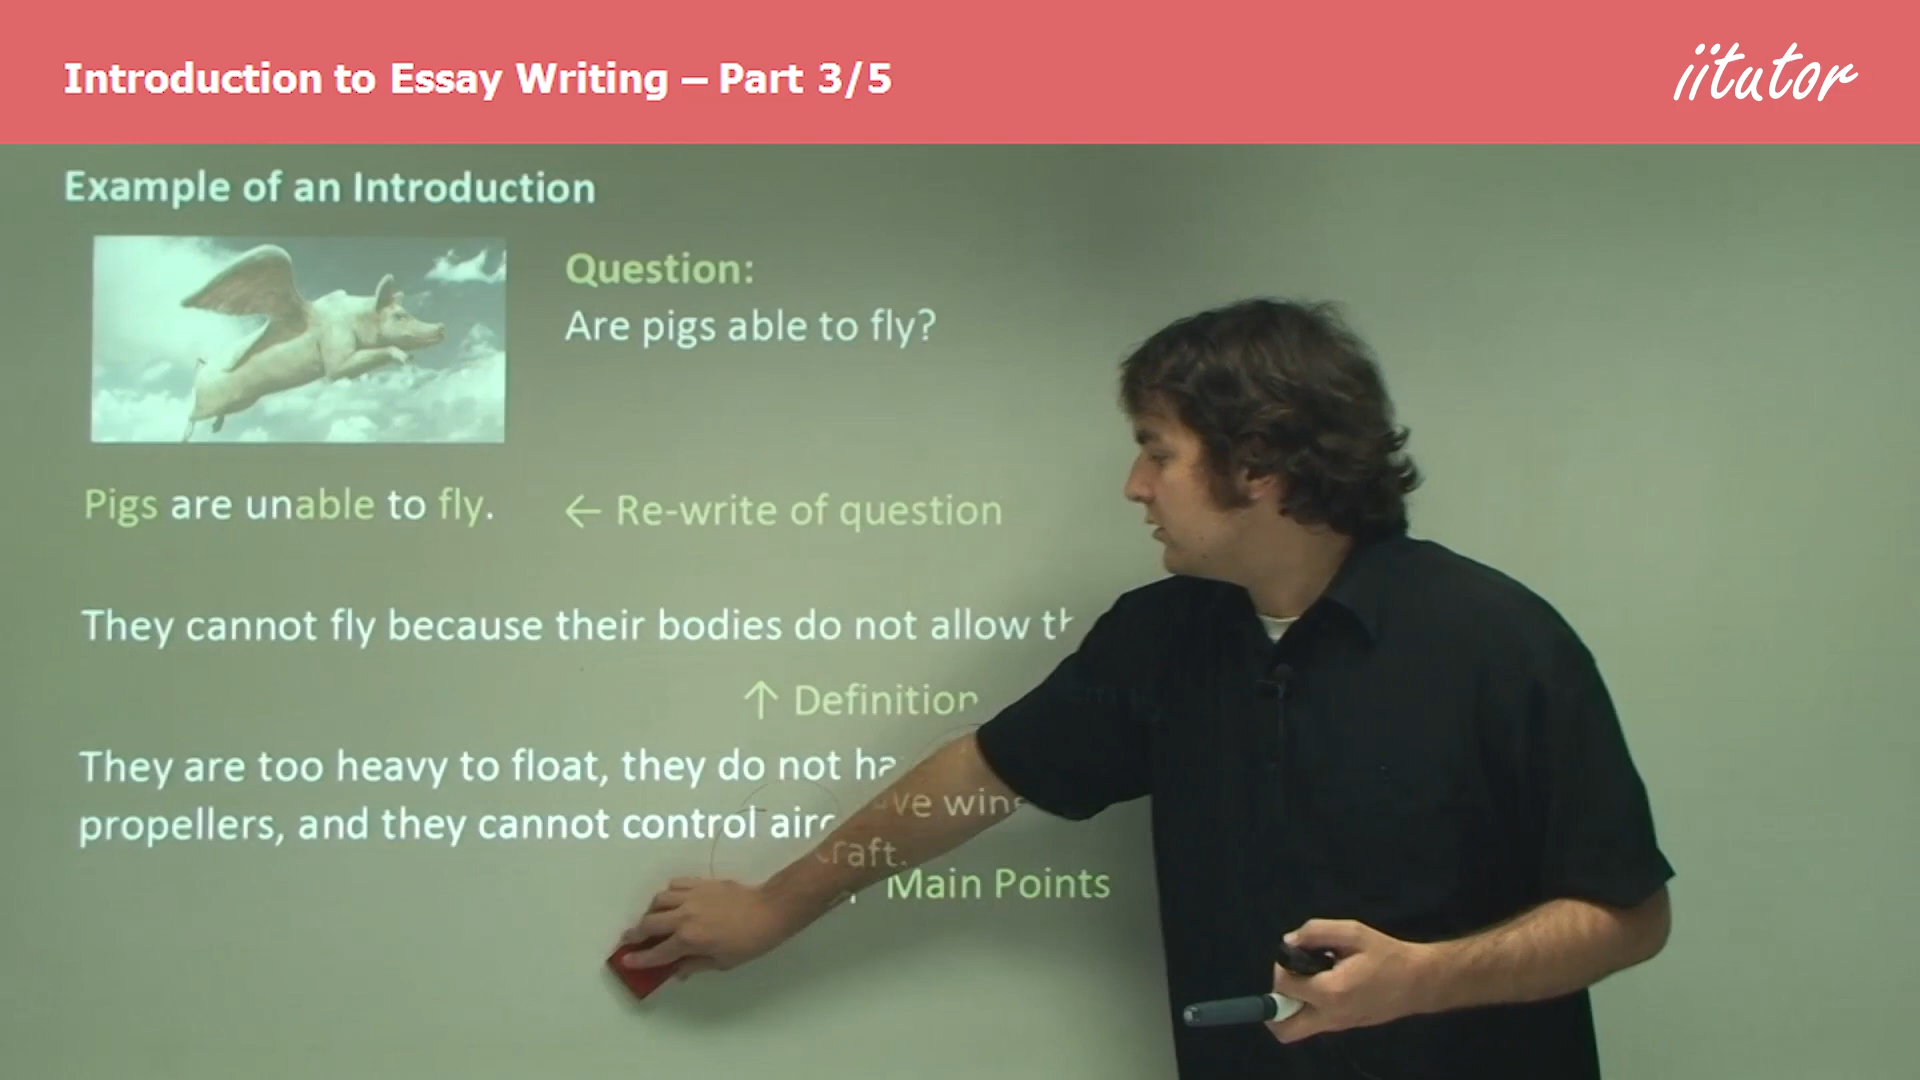 Introduction to Essay Writing – Part 3/5
iitutor
Example of an Introduction
Question:
Are pigs able to fly?
Pigs are unable to fly.
← Re-write of question
They cannot fly because their bodies do not allow
↑ Definition
They are too heavy to float, they do not have
propellers, and they cannot control aircraft.
Main Points